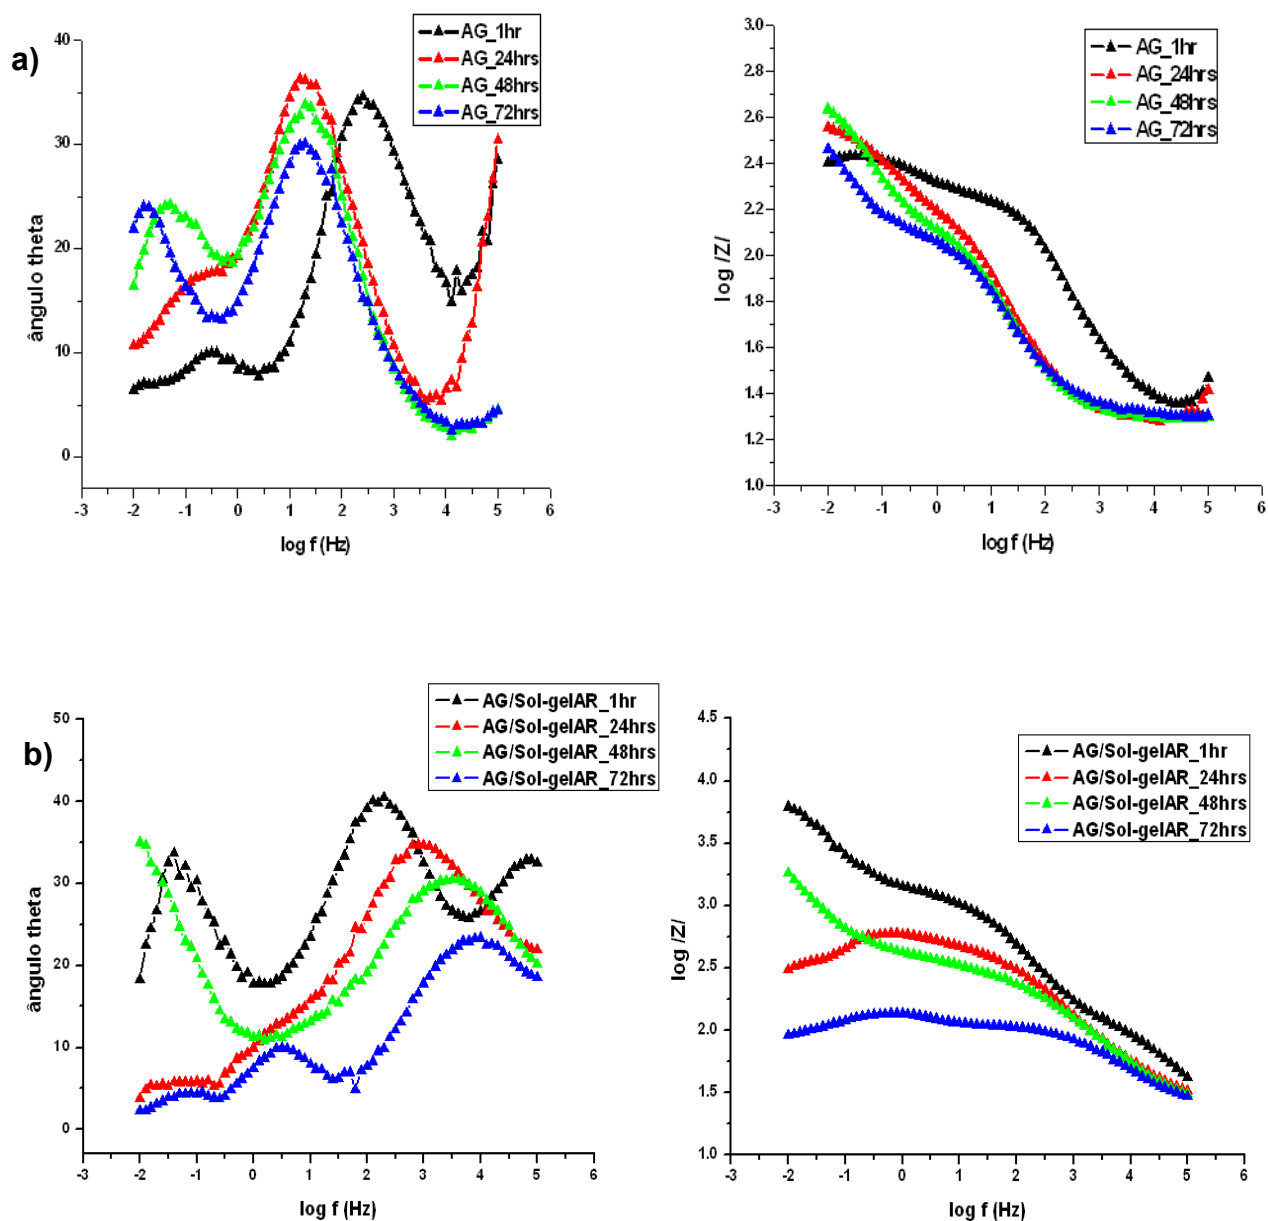 a)
AG_1hr
AG_24hrs
AG_48hrs
AG_72hrs
40
30
20
10
0
ângulo theta
-3 -2 -1 0 1 2 3 4 5 6
log f (Hz)
AG_1hr
AG_24hrs
AG_48hrs
AG_72hrs
3.0
2.8
2.6
2.4
2.2
2.0
1.8
1.6
1.4
1.2
1.0
log /Z/
-3 -2 -1 0 1 2 3 4 5 6
log f (Hz)
b)
AG/Sol-gelAR_1hr
AG/Sol-gelAR_24hrs
AG/Sol-gelAR_48hrs
AG/Sol-gelAR_72hrs
50
40
30
20
10
0
ângulo theta
-3 -2 -1 0 1 2 3 4 5 6
log f (Hz)
AG/Sol-gelAR_1hr
AG/Sol-gelAR_24hrs
AG/Sol-gelAR_48hrs
AG/Sol-gelAR_72hrs
4.5
4.0
3.5
3.0
2.5
2.0
1.5
1.0
log /Z/
-3 -2 -1 0 1 2 3 4 5 6
log f (Hz)